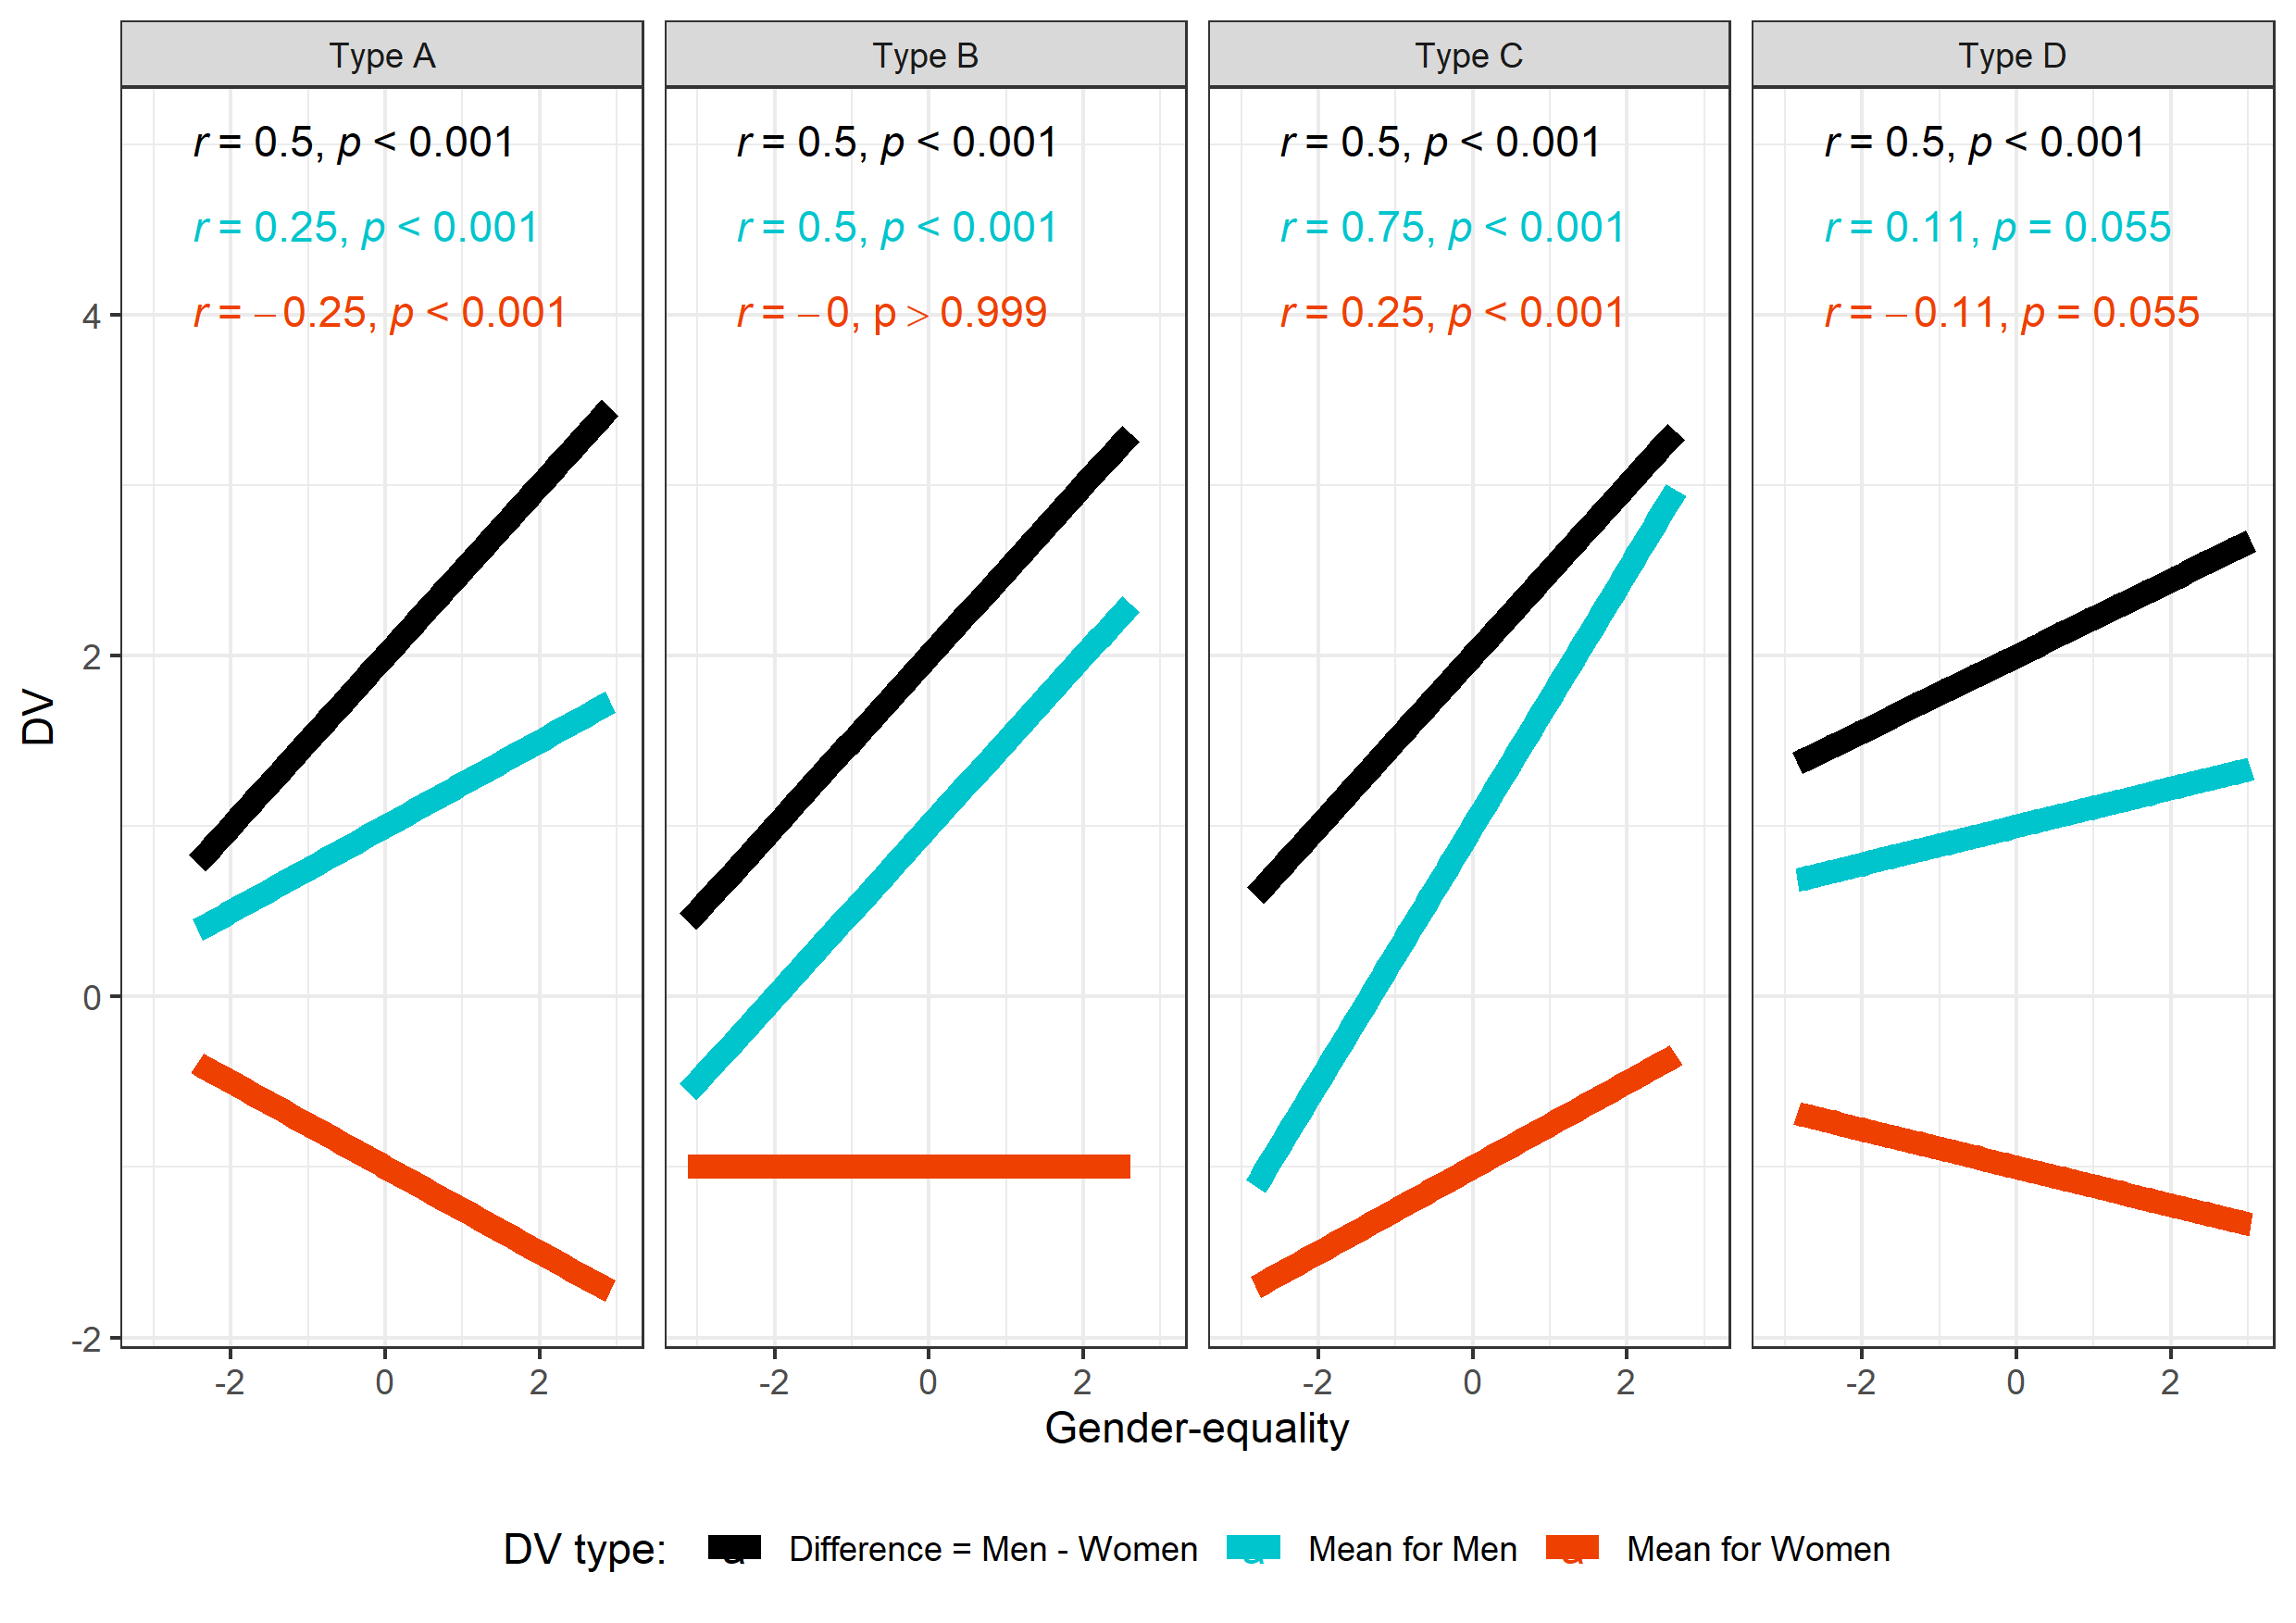 Type A Type B Type C Type D
r = 0.5, p < 0.001 r = 0.5, p < 0.001 r = 0.5, p < 0.001 r = 0.5, p < 0.001
r = 0.25, p < 0.001 r = 0.5, p < 0.001 r = 0.75, p < 0.001 r = 0.11, p = 0.055
r = −0.25, p < 0.001 r = −0, p > 0.999 r = 0.25, p < 0.001 r = −0.11, p = 0.055
4
2
DV
0
-2
-2 0 2 -2 0 2 -2 0 2 -2 0 2
Gender-equality
DV type: Difference = Men - Women Mean for Men Mean for Women